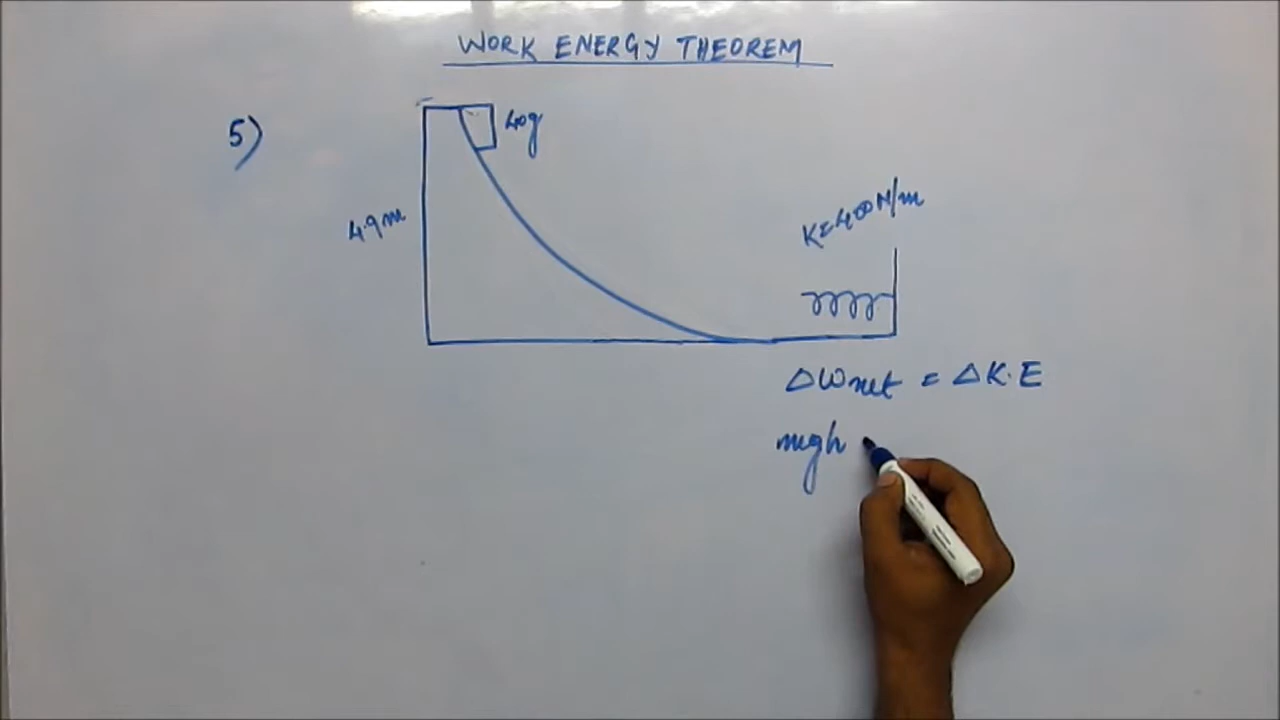 WORK ENERGY THEOREM
5)
40g
4.9m
K=400N/m
ΔWnet = ΔK.E
mgh